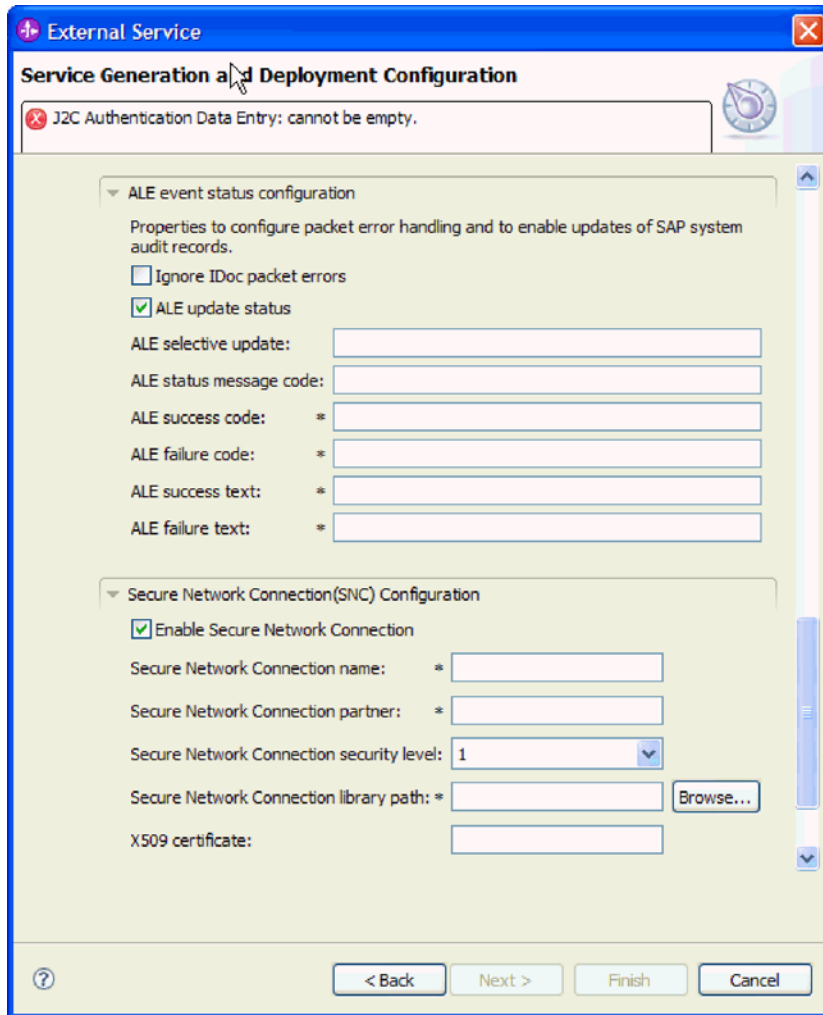 External Service
Service Generation and Deployment Configuration
J2C Authentication Data Entry: cannot be empty.
ALE event status configuration
Properties to configure packet error handling and to enable updates of SAP system
audit records.
Ignore IDoc packet errors
ALE update status
ALE selective update:
ALE status message code:
ALE success code: *
ALE failure code: *
ALE success text: *
ALE failure text: *
Secure Network Connection(SNC) Configuration
Enable Secure Network Connection
Secure Network Connection name: *
Secure Network Connection partner: *
Secure Network Connection security level: 1
Secure Network Connection library path: * Browse...
X509 certificate:
? < Back Next > Finish Cancel